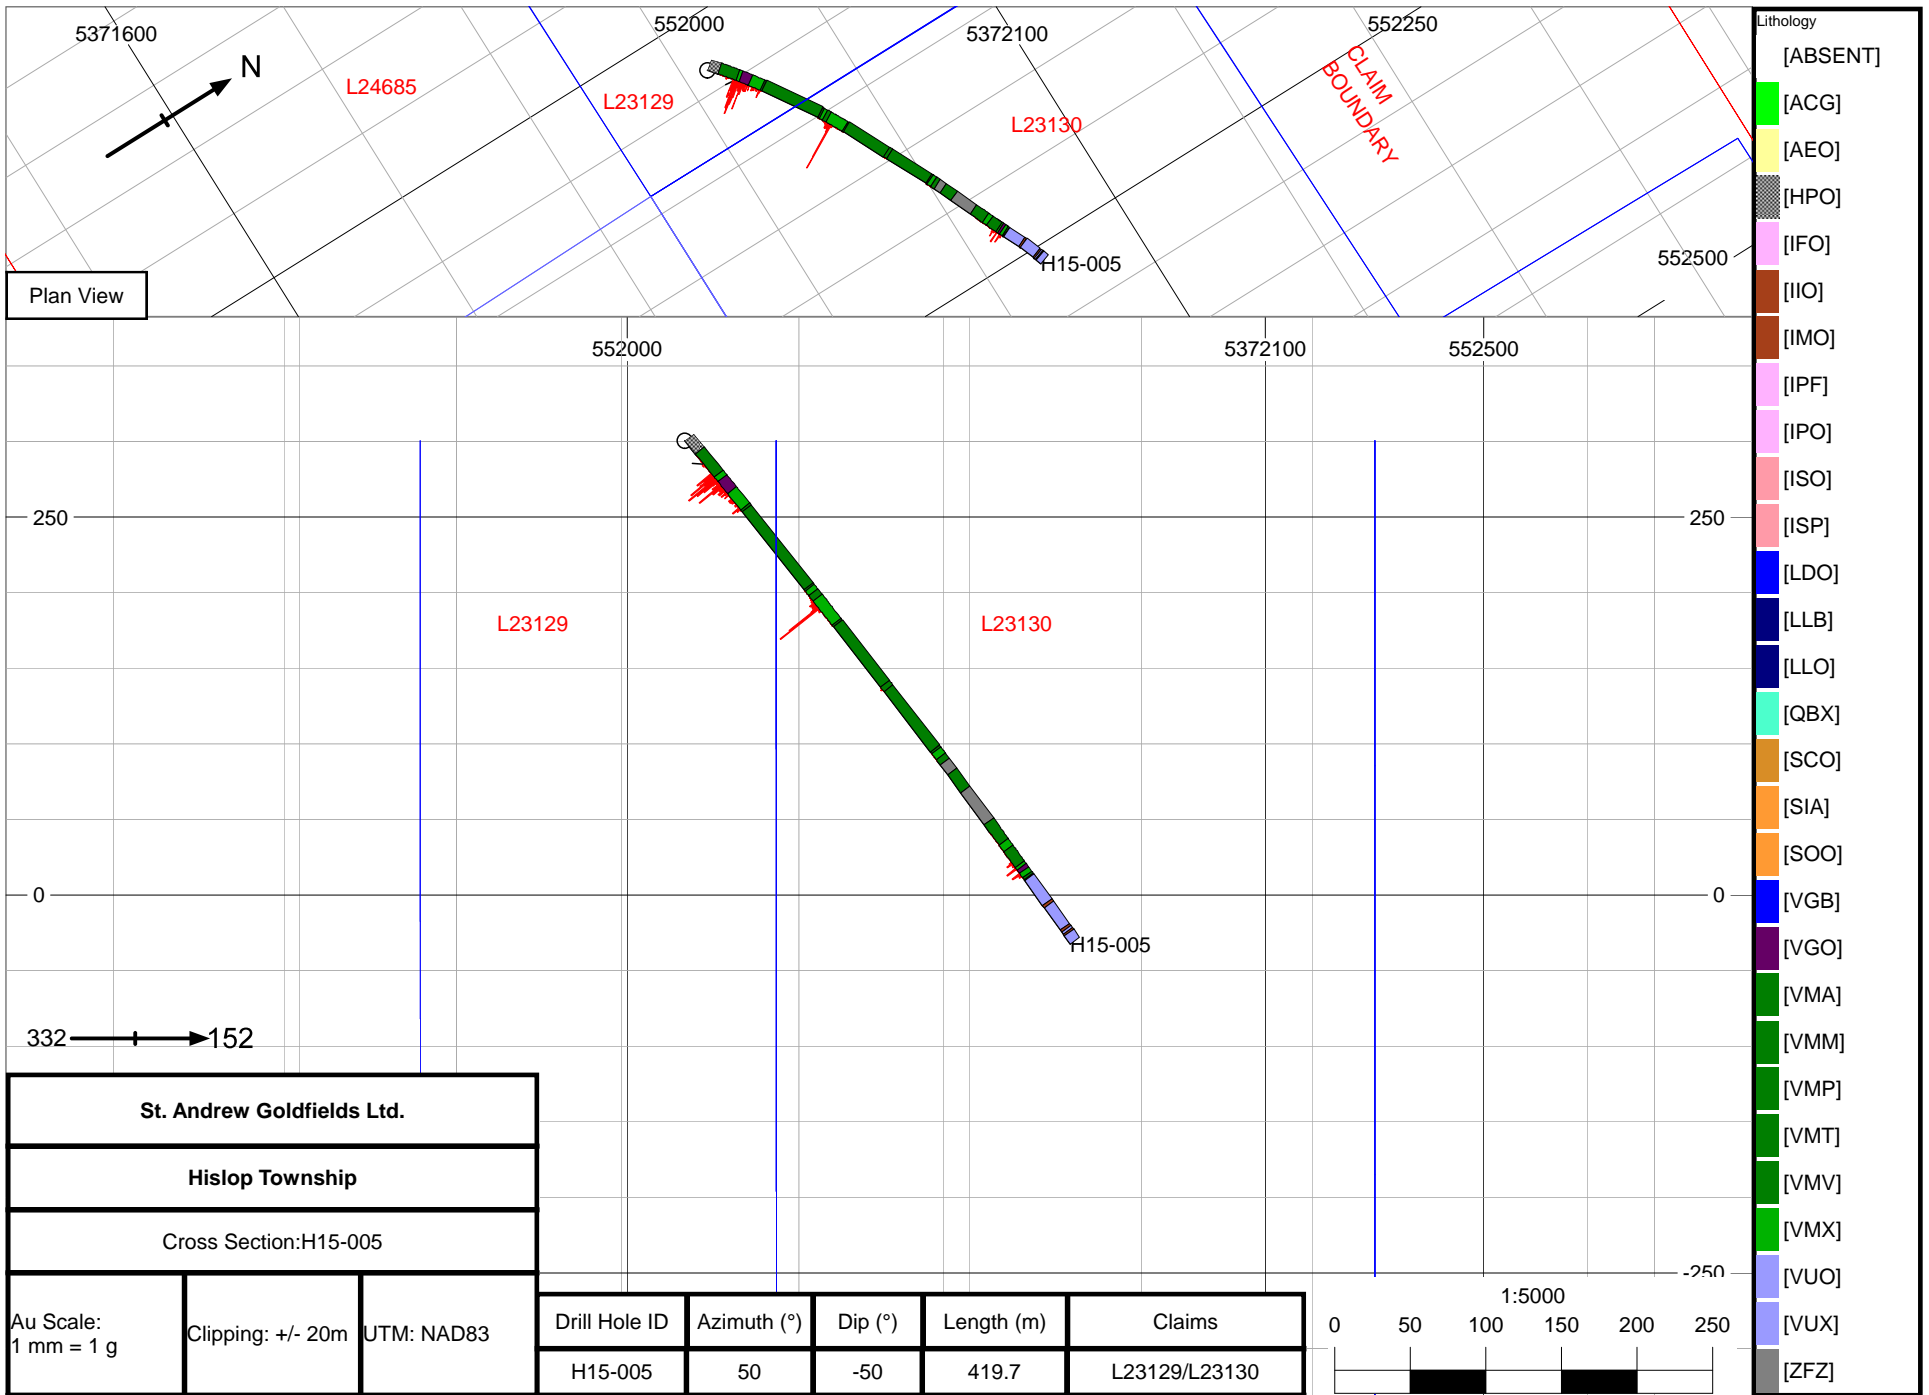 5371600
552000
5372100
552250
N
L24685
L23129
L23130
CLAIM
BOUNDARY
H15-005
552500
Plan View
552000
5372100
552500
250
250
L23129
L23130
0
0
H15-005
332
152
-250
St. Andrew Goldfields Ltd.
Hislop Township
Cross Section:H15-005
Au Scale:
1 mm = 1 g
Clipping: +/- 20m
UTM: NAD83
Drill Hole ID
Azimuth (°)
Dip (°)
Length (m)
Claims
H15-005
50
-50
419.7
L23129/L23130
1:5000
0
50
100
150
200
250
Lithology
[ABSENT]
[ACG]
[AEO]
[HPO]
[IFO]
[IIO]
[IMO]
[IPF]
[IPO]
[ISO]
[ISP]
[LDO]
[LLB]
[LLO]
[QBX]
[SCO]
[SIA]
[SOO]
[VGB]
[VGO]
[VMA]
[VMM]
[VMP]
[VMT]
[VMV]
[VMX]
[VUO]
[VUX]
[ZFZ]